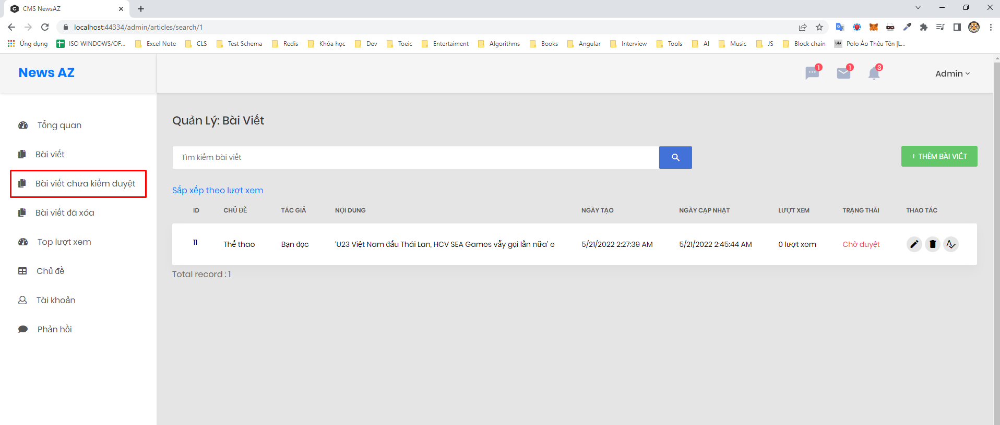 CMS NewsAZ
localhost:44334/admin/articles/search/1
Ứng dụng ISO WINDOWS/OF... Excel Note CLS Test Schema Redis Khóa học Dev Toeic Entertaiment Algorithms Books Angular Interview Tools AI Music JS Block chain Polo Áo Thêu Tên |L...
News AZ
1 1 3 Admin
Tổng quan
Bài viết
Bài viết chưa kiểm duyệt
Bài viết đã xóa
Top lượt xem
Chủ đề
Tài khoản
Phản hồi
Quản Lý: Bài Viết
Tìm kiếm bài viết
+ THÊM BÀI VIẾT
Sắp xếp theo lượt xem
ID CHỦ ĐỀ TÁC GIẢ NỘI DUNG NGÀY TẠO NGÀY CẬP NHẬT LƯỢT XEM TRẠNG THÁI THAO TÁC
11 Thể thao Bạn đọc ‘U23 Việt Nam đấu Thái Lan, HCV SEA Games vẫy gọi lần nữa’ e 5/21/2022 2:27:39 AM 5/21/2022 2:45:44 AM 0 lượt xem Chờ duyệt
Total record : 1